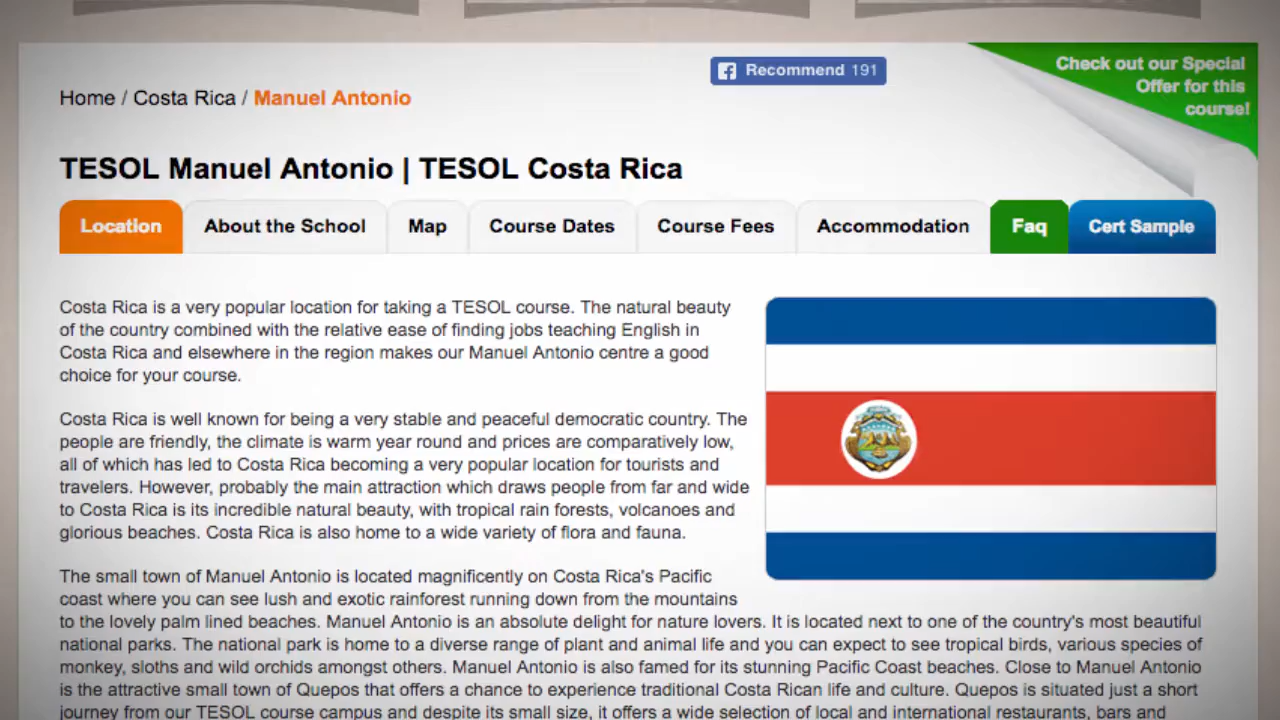 Recommend 191
Check out our Special
Offer for this
course!
Home / Costa Rica / Manuel Antonio
TESOL Manuel Antonio | TESOL Costa Rica
Location About the School Map Course Dates Course Fees Accommodation Faq Cert Sample
Costa Rica is a very popular location for taking a TESOL course. The natural beauty
of the country combined with the relative ease of finding jobs teaching English in
Costa Rica and elsewhere in the region makes our Manuel Antonio centre a good
choice for your course.
Costa Rica is well known for being a very stable and peaceful democratic country. The
people are friendly, the climate is warm year round and prices are comparatively low,
all of which has led to Costa Rica becoming a very popular location for tourists and
travelers. However, probably the main attraction which draws people from far and wide
to Costa Rica is its incredible natural beauty, with tropical rain forests, volcanoes and
glorious beaches. Costa Rica is also home to a wide variety of flora and fauna.
The small town of Manuel Antonio is located magnificently on Costa Rica's Pacific
coast where you can see lush and exotic rainforest running down from the mountains
to the lovely palm lined beaches. Manuel Antonio is an absolute delight for nature lovers. It is located next to one of the country's most beautiful
national parks. The national park is home to a diverse range of plant and animal life and you can expect to see tropical birds, various species of
monkey, sloths and wild orchids amongst others. Manuel Antonio is also famed for its stunning Pacific Coast beaches. Close to Manuel Antonio
is the attractive small town of Quepos that offers a chance to experience traditional Costa Rican life and culture. Quepos is situated just a short
journey from our TESOL course campus and despite its small size, it offers a wide selection of local and international restaurants, bars and